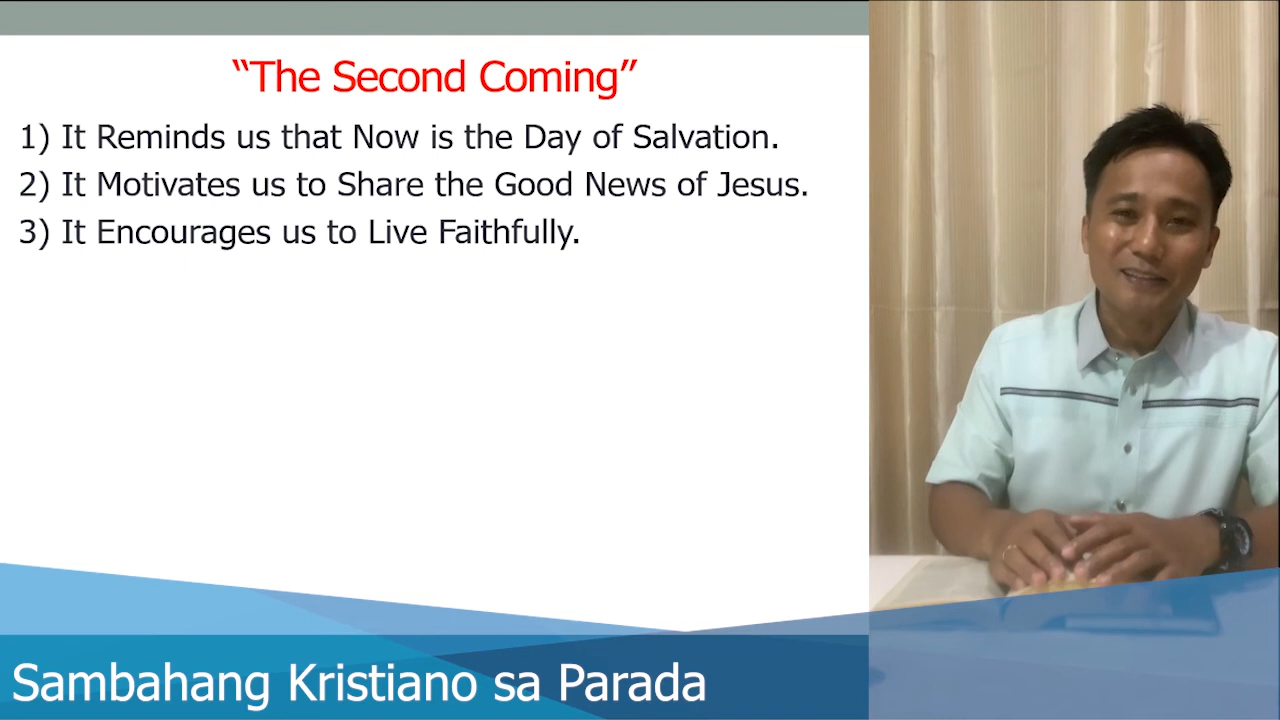 “The Second Coming”
1) It Reminds us that Now is the Day of Salvation.
2) It Motivates us to Share the Good News of Jesus.
3) It Encourages us to Live Faithfully.
Sambahang Kristiano sa Parada